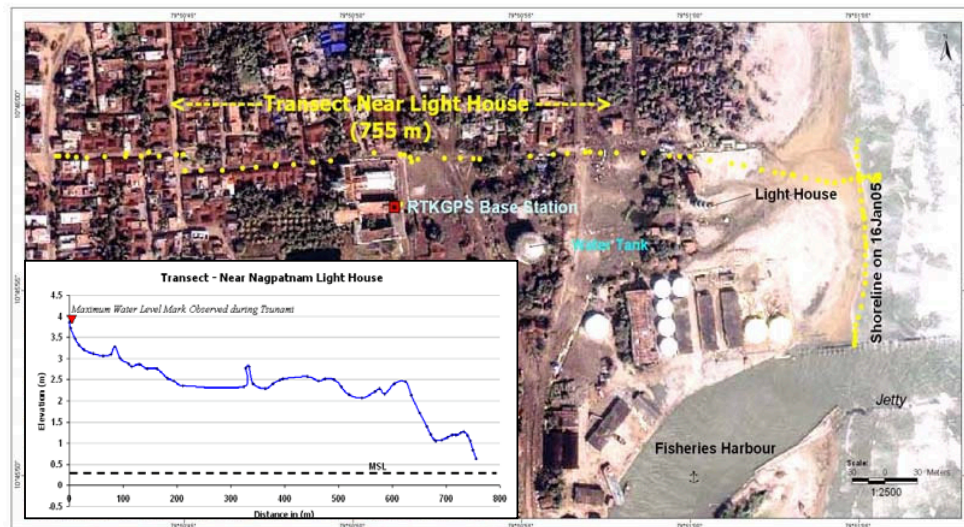 <------- Transect Near Light House ------->
(755 m)
RTKGPS Base Station
Light House
Water Tank
Shoreline on 16Jan05
Jetty
Fisheries Harbour
Scale:
30 0 30 Meters
1:2500
N
Transect - Near Nagpatnam Light House
Maximum Water Level Mark Observed during Tsunami
Elevation (m)
4.5
4
3.5
3
2.5
2
1.5
1
0.5
0
-0.5
MSL
0 100 200 300 400 500 600 700 800
Distance in (m)